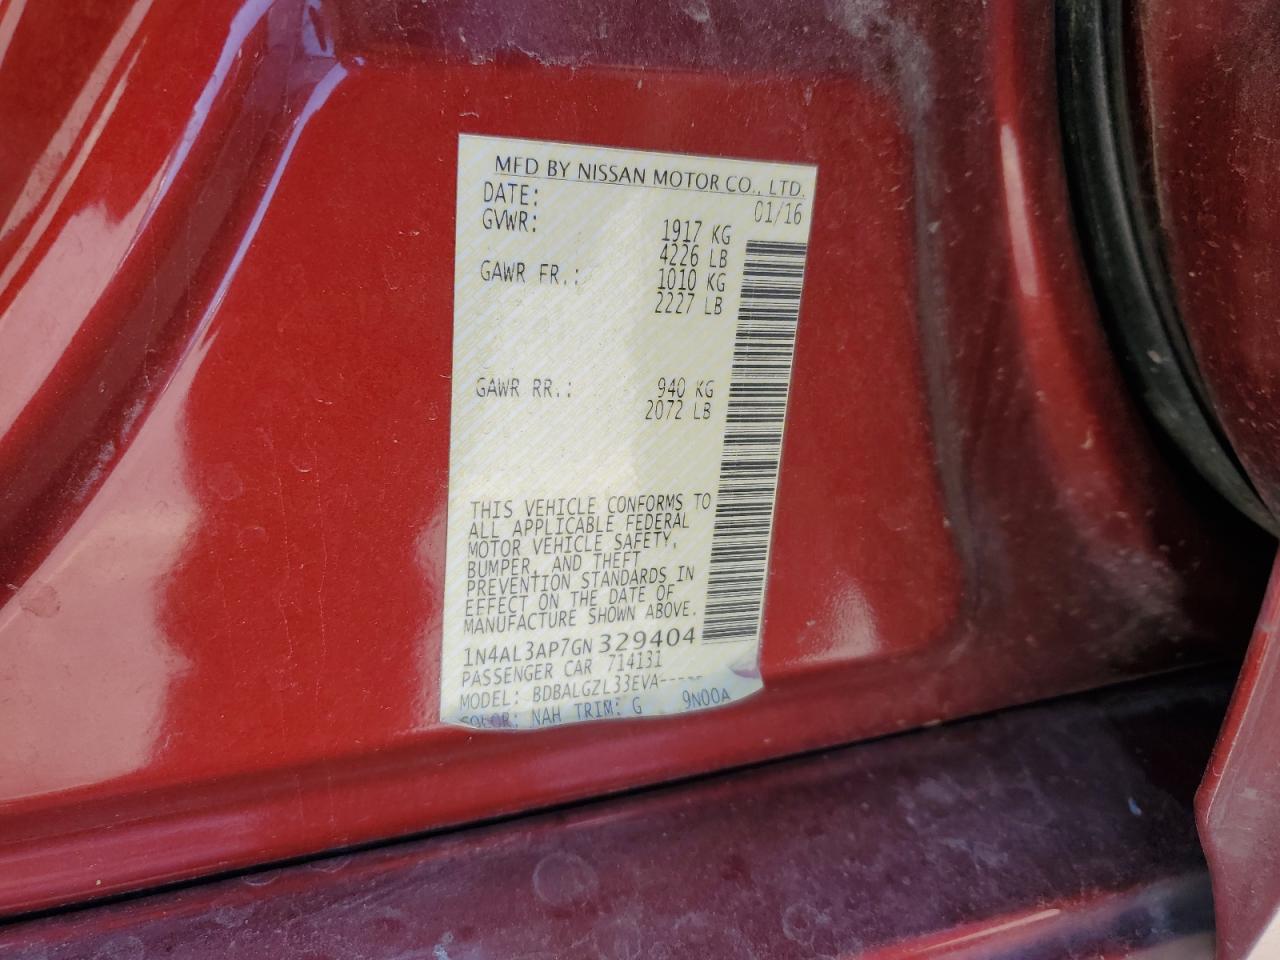 MFD BY NISSAN MOTOR CO., LTD.
DATE: 01/16
GVWR: 1917 KG
4226 LB
GAWR FR.: 1010 KG
2227 LB
GAWR RR.: 940 KG
2072 LB
THIS VEHICLE CONFORMS TO
ALL APPLICABLE FEDERAL
MOTOR VEHICLE SAFETY,
BUMPER, AND THEFT
PREVENTION STANDARDS IN
EFFECT ON THE DATE OF
MANUFACTURE SHOWN ABOVE.
1N4AL3AP7GN 329404
PASSENGER CAR 714131
MODEL: BDBALGZL33EVA-----
COLOR: NAH TRIM: G 9N00A